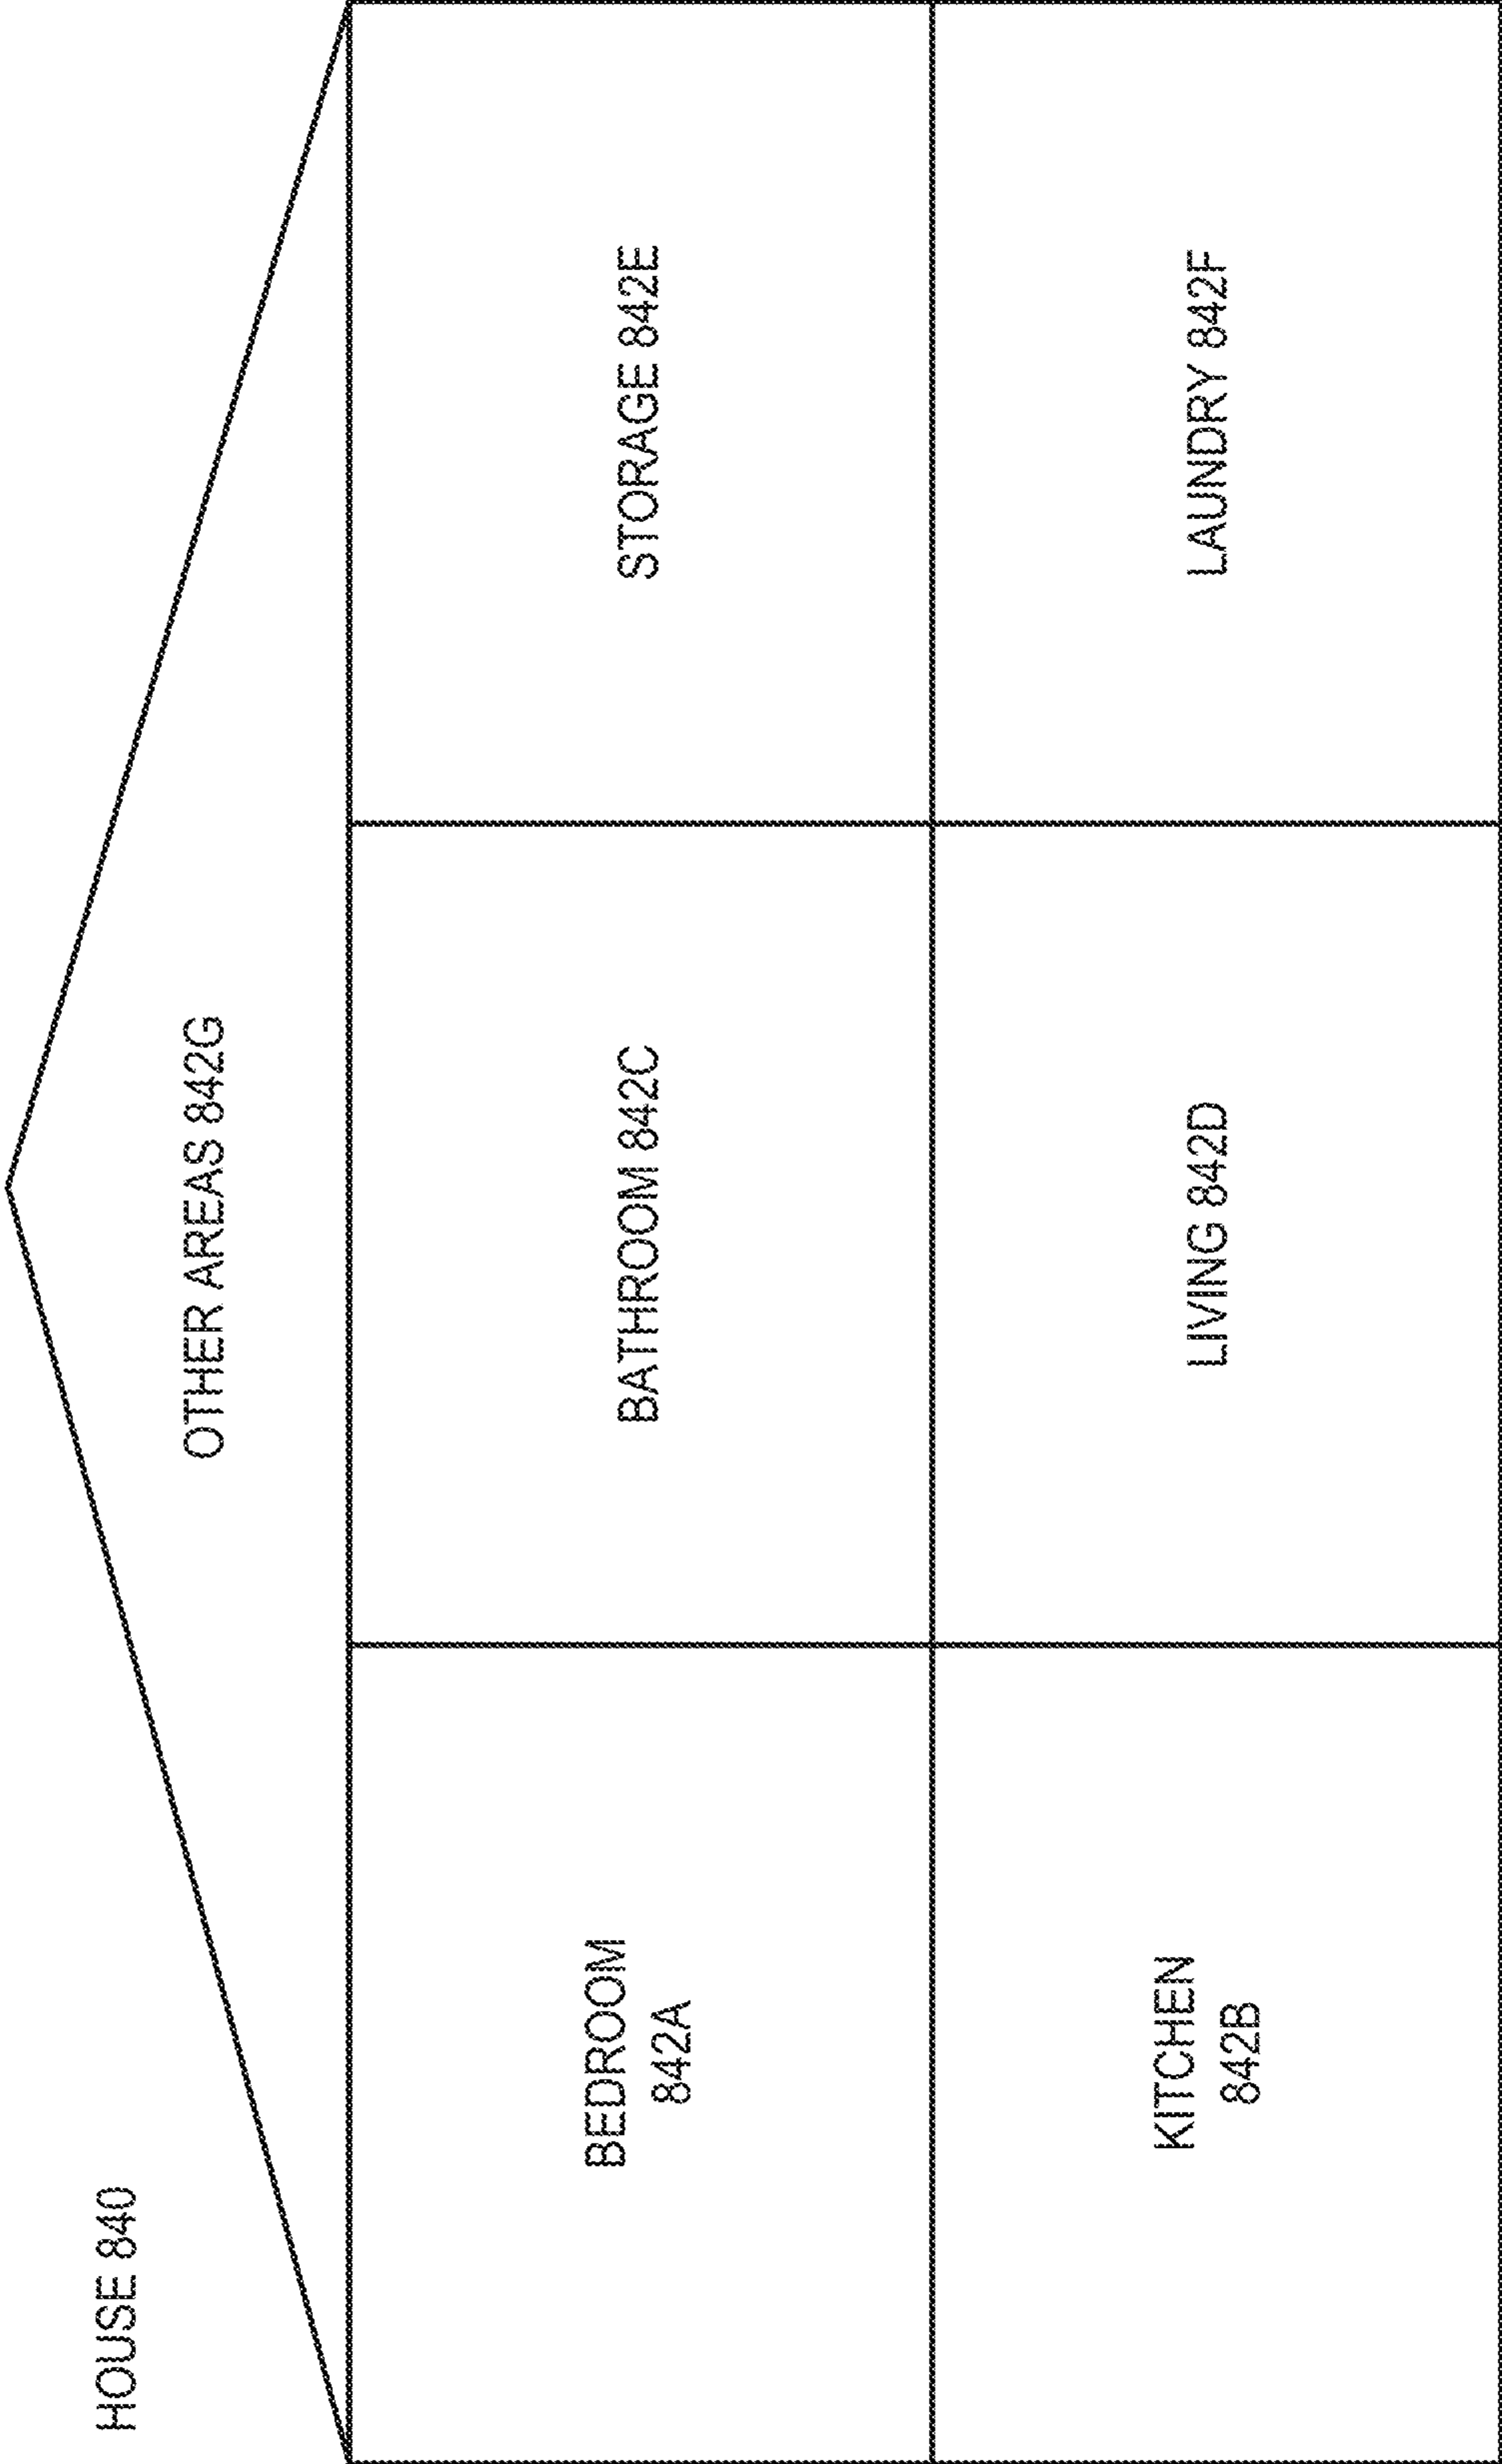 HOUSE 840
OTHER AREAS 842G
BEDROOM
842A
BATHROOM 842C
STORAGE 842E
KITCHEN
842B
LIVING 842D
LAUNDRY 842F